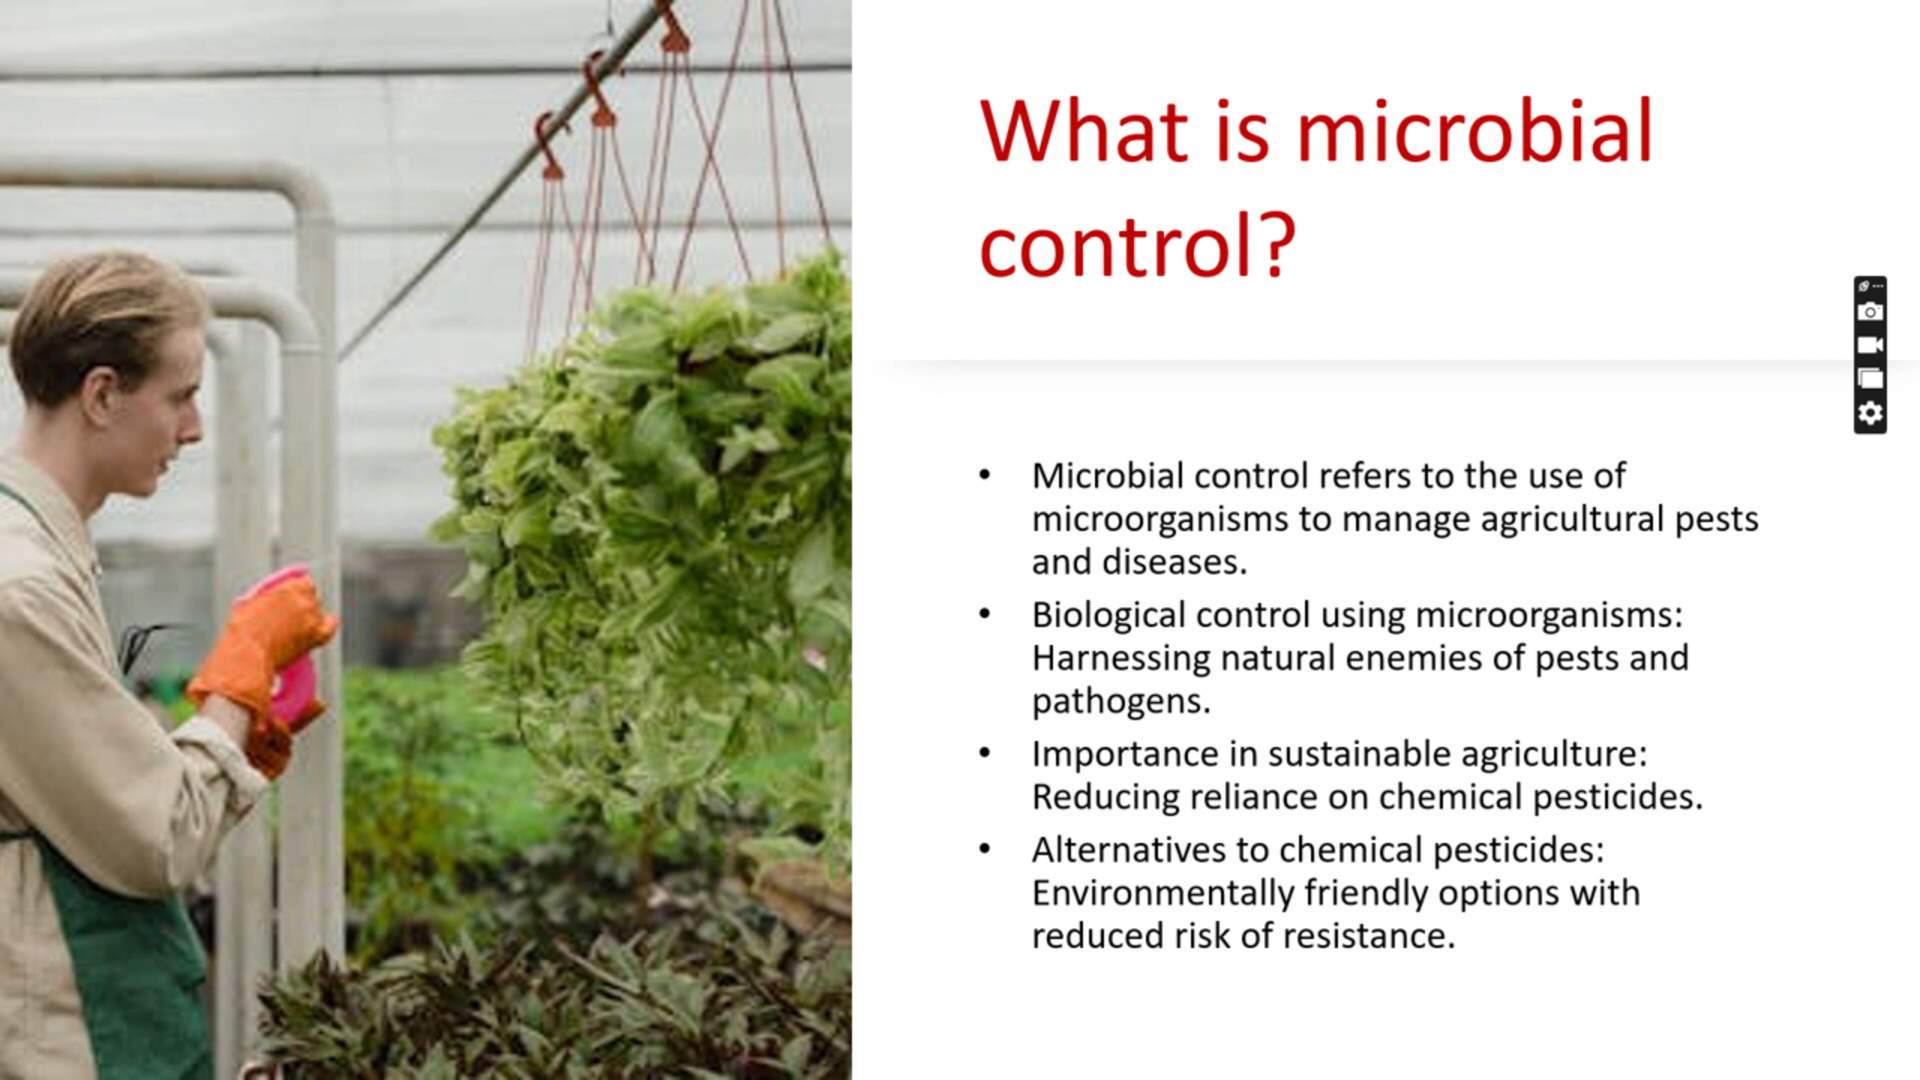 What is microbial
control?
• Microbial control refers to the use of
microorganisms to manage agricultural pests
and diseases.
• Biological control using microorganisms:
Harnessing natural enemies of pests and
pathogens.
• Importance in sustainable agriculture:
Reducing reliance on chemical pesticides.
• Alternatives to chemical pesticides:
Environmentally friendly options with
reduced risk of resistance.